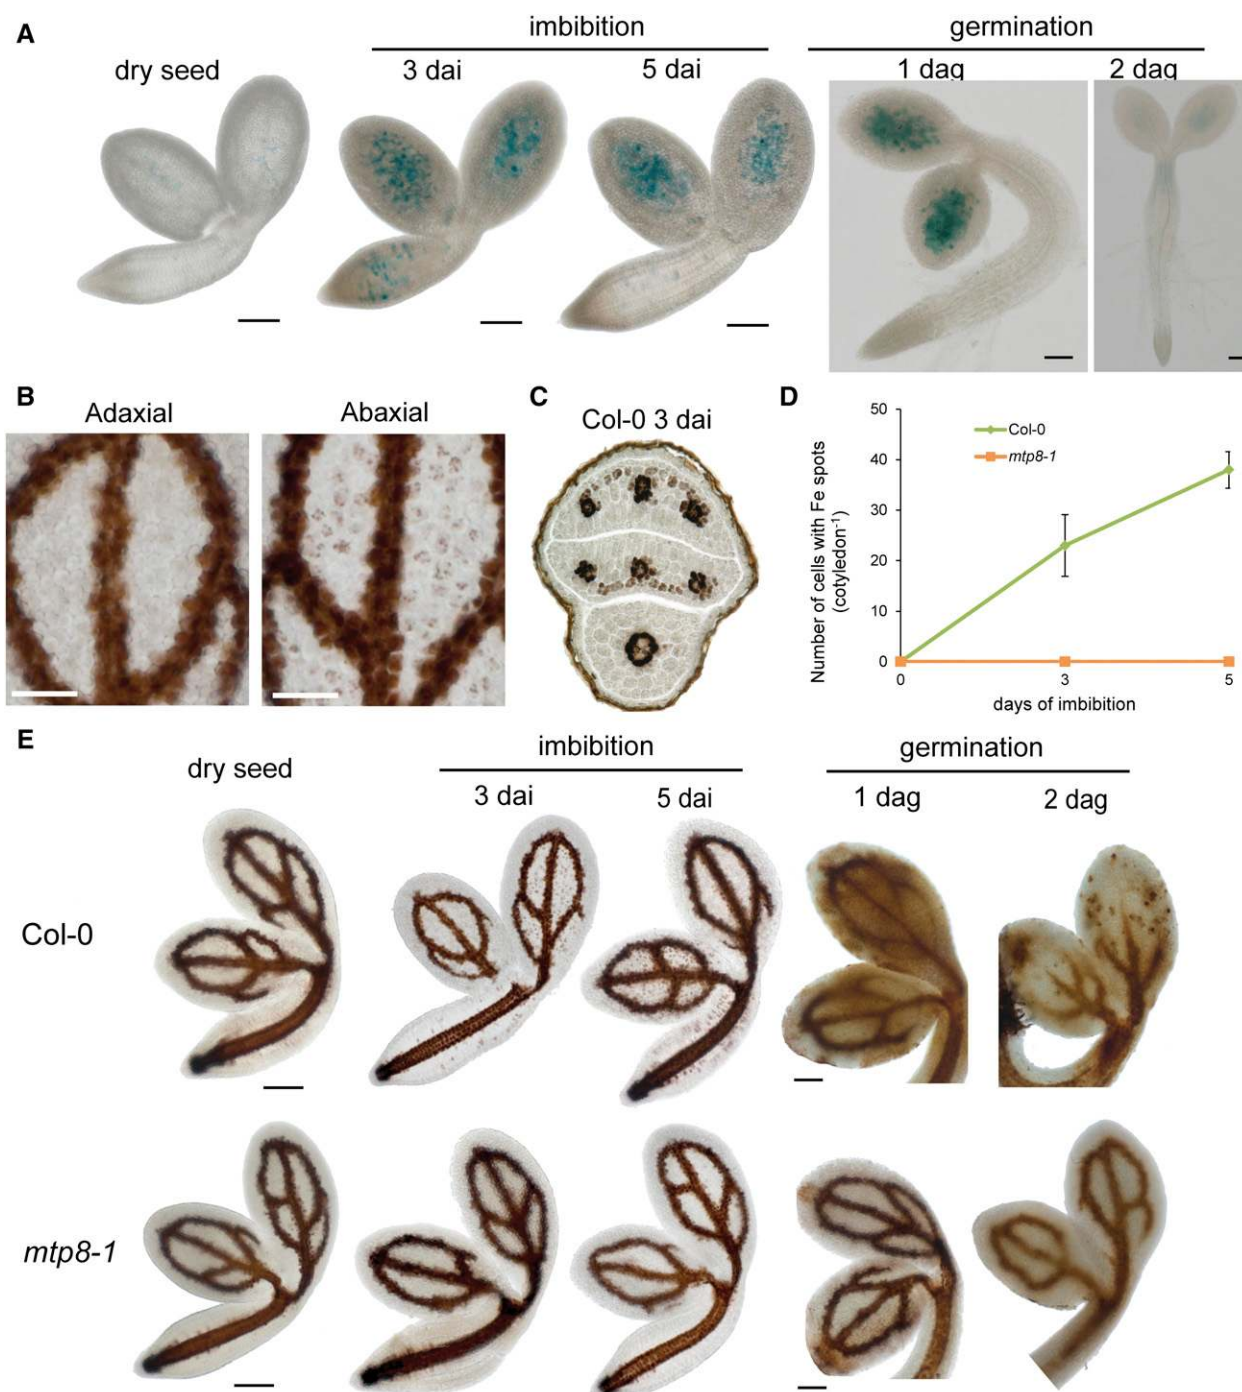 A
imbibition
germination
dry seed
3 dai
5 dai
1 dag
2 dag
B
Adaxial
Abaxial
C
Col-0 3 dai
D
Number of cells with Fe spots
(cotyledon-1)
50
40
30
20
10
0
Col-0
mtp8-1
0
3
5
days of imbibition
E
imbibition
germination
dry seed
3 dai
5 dai
1 dag
2 dag
Col-0
mtp8-1